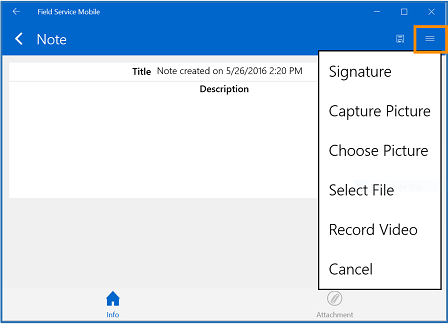 Field Service Mobile
Note
Title Note created on 5/26/2016 2:20 PM
Description
Signature
Capture Picture
Choose Picture
Select File
Record Video
Cancel
Info
Attachment